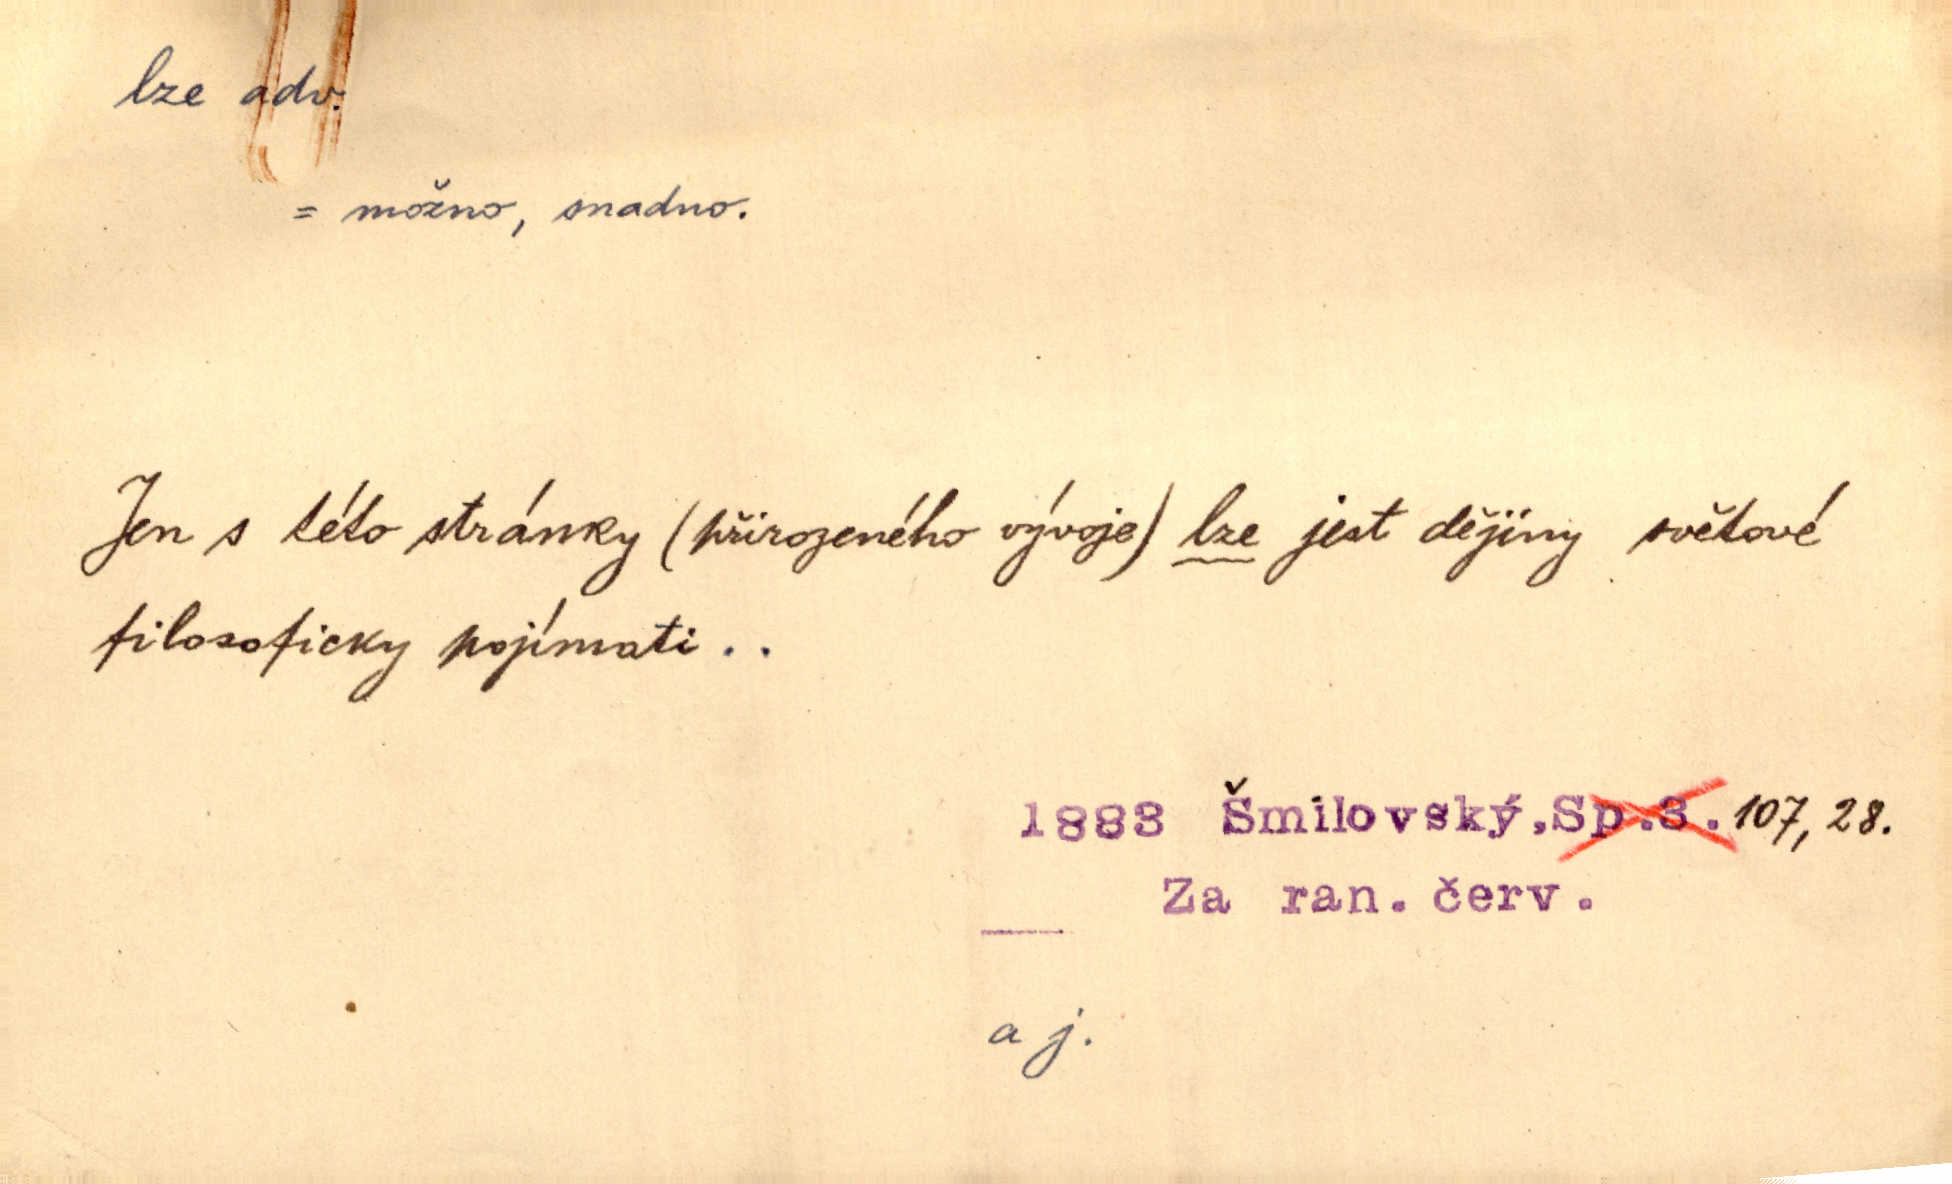 lze adv.
= možno, snadno.
Jen s této stránky (přirozeného vývoje) lze jest dějiny světové
filosoficky pojímati . .
1883 Šmilovský,Sp.3. 107, 28.
Za ran. červ.
a j.